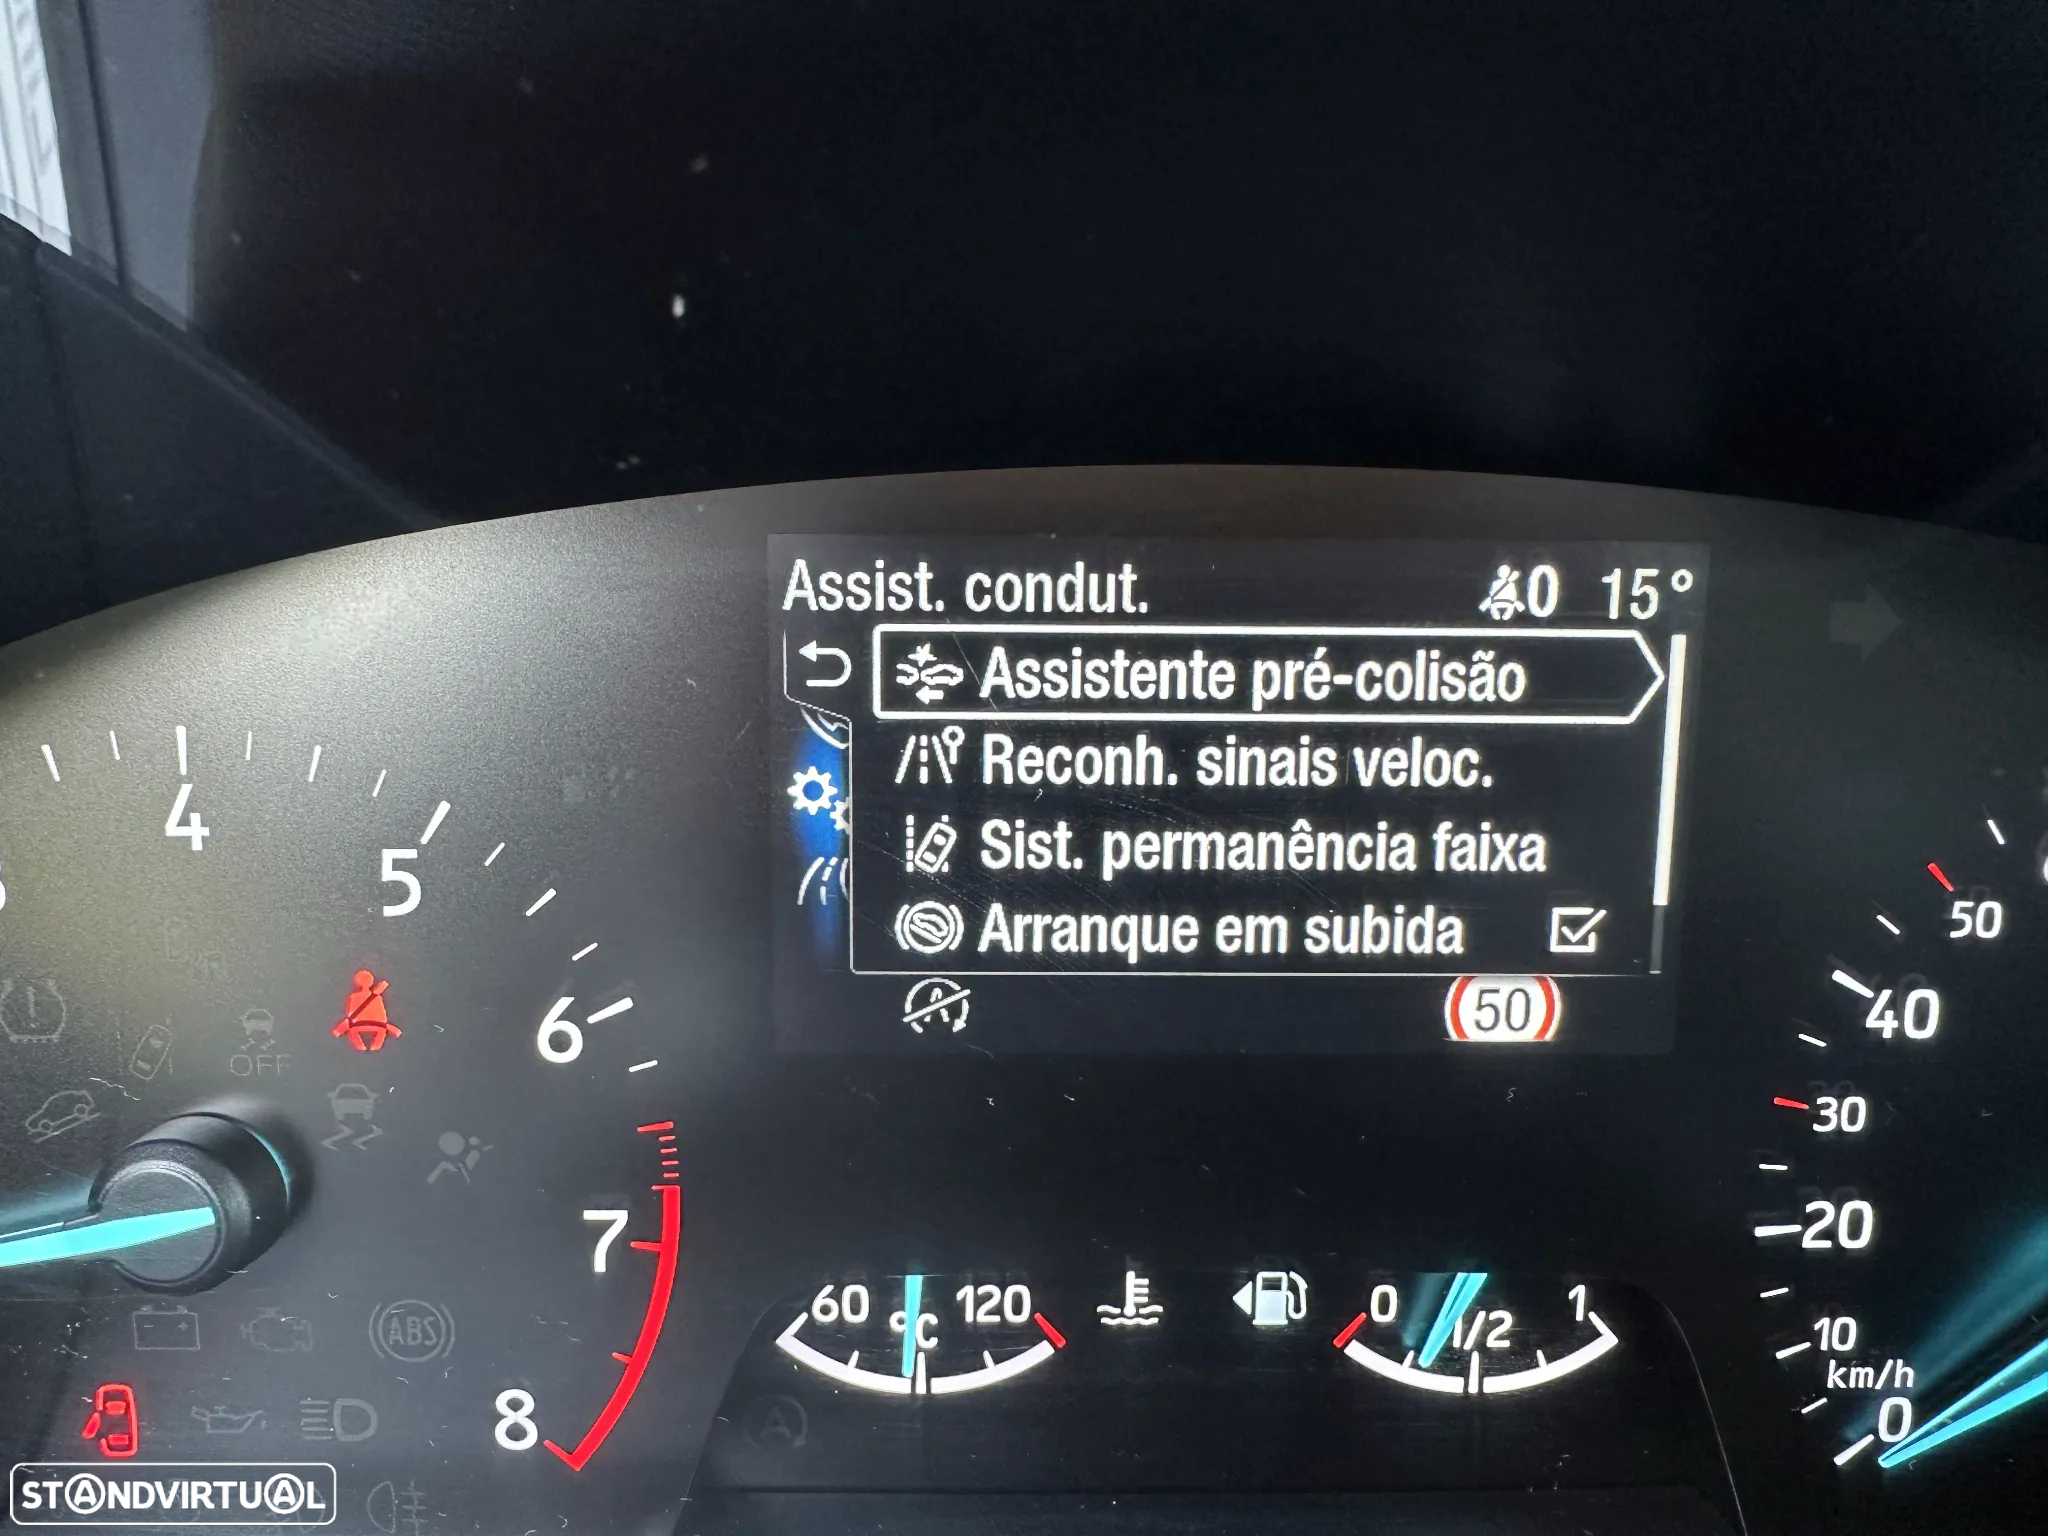 Assist. condut. 0 15°
Assistente pré-colisão
Reconh. sinais veloc.
Sist. permanência faixa
Arranque em subida
50
4
5
6
7
8
OFF
ABS
60 120
°C
0 1/2 1
50
40
30
20
10
km/h
0
STANDVIRTUAL